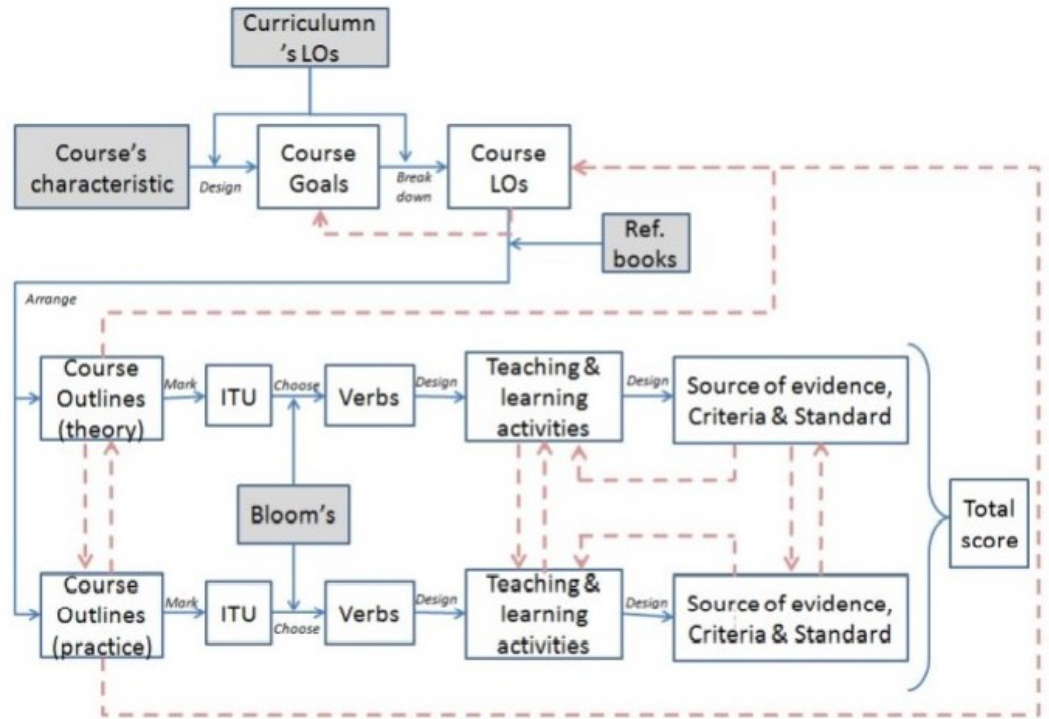 Curriculumn
's LOs
Course's
characteristic
Design
Course
Goals
Break
down
Course
LOs
Ref.
books
Arrange
Course
Outlines
(theory)
Mark
ITU
Choose
Verbs
Design
Teaching &
learning
activities
Design
Source of evidence,
Criteria & Standard
Bloom's
Total
score
Course
Outlines
(practice)
Mark
ITU
Choose
Verbs
Design
Teaching &
learning
activities
Design
Source of evidence,
Criteria & Standard